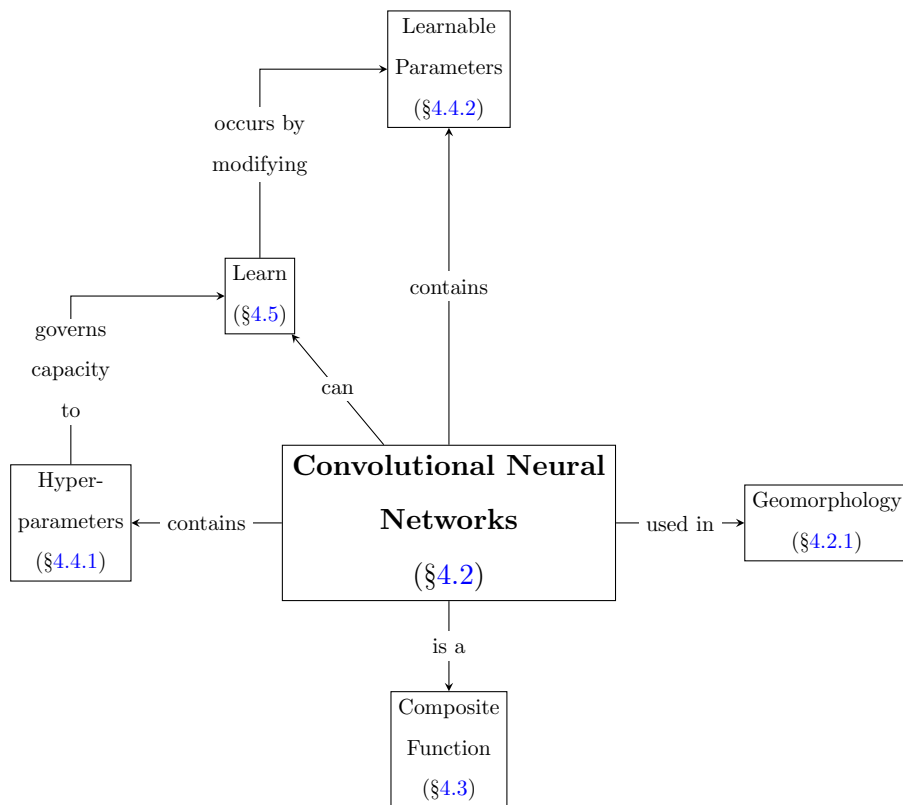 Learnable
Parameters
(§4.4.2)
occurs by
modifying
Learn
(§4.5)
contains
governs
capacity
to
can
Convolutional Neural
Networks
(§4.2)
Hyper-
parameters
(§4.4.1)
contains
used in
Geomorphology
(§4.2.1)
is a
Composite
Function
(§4.3)